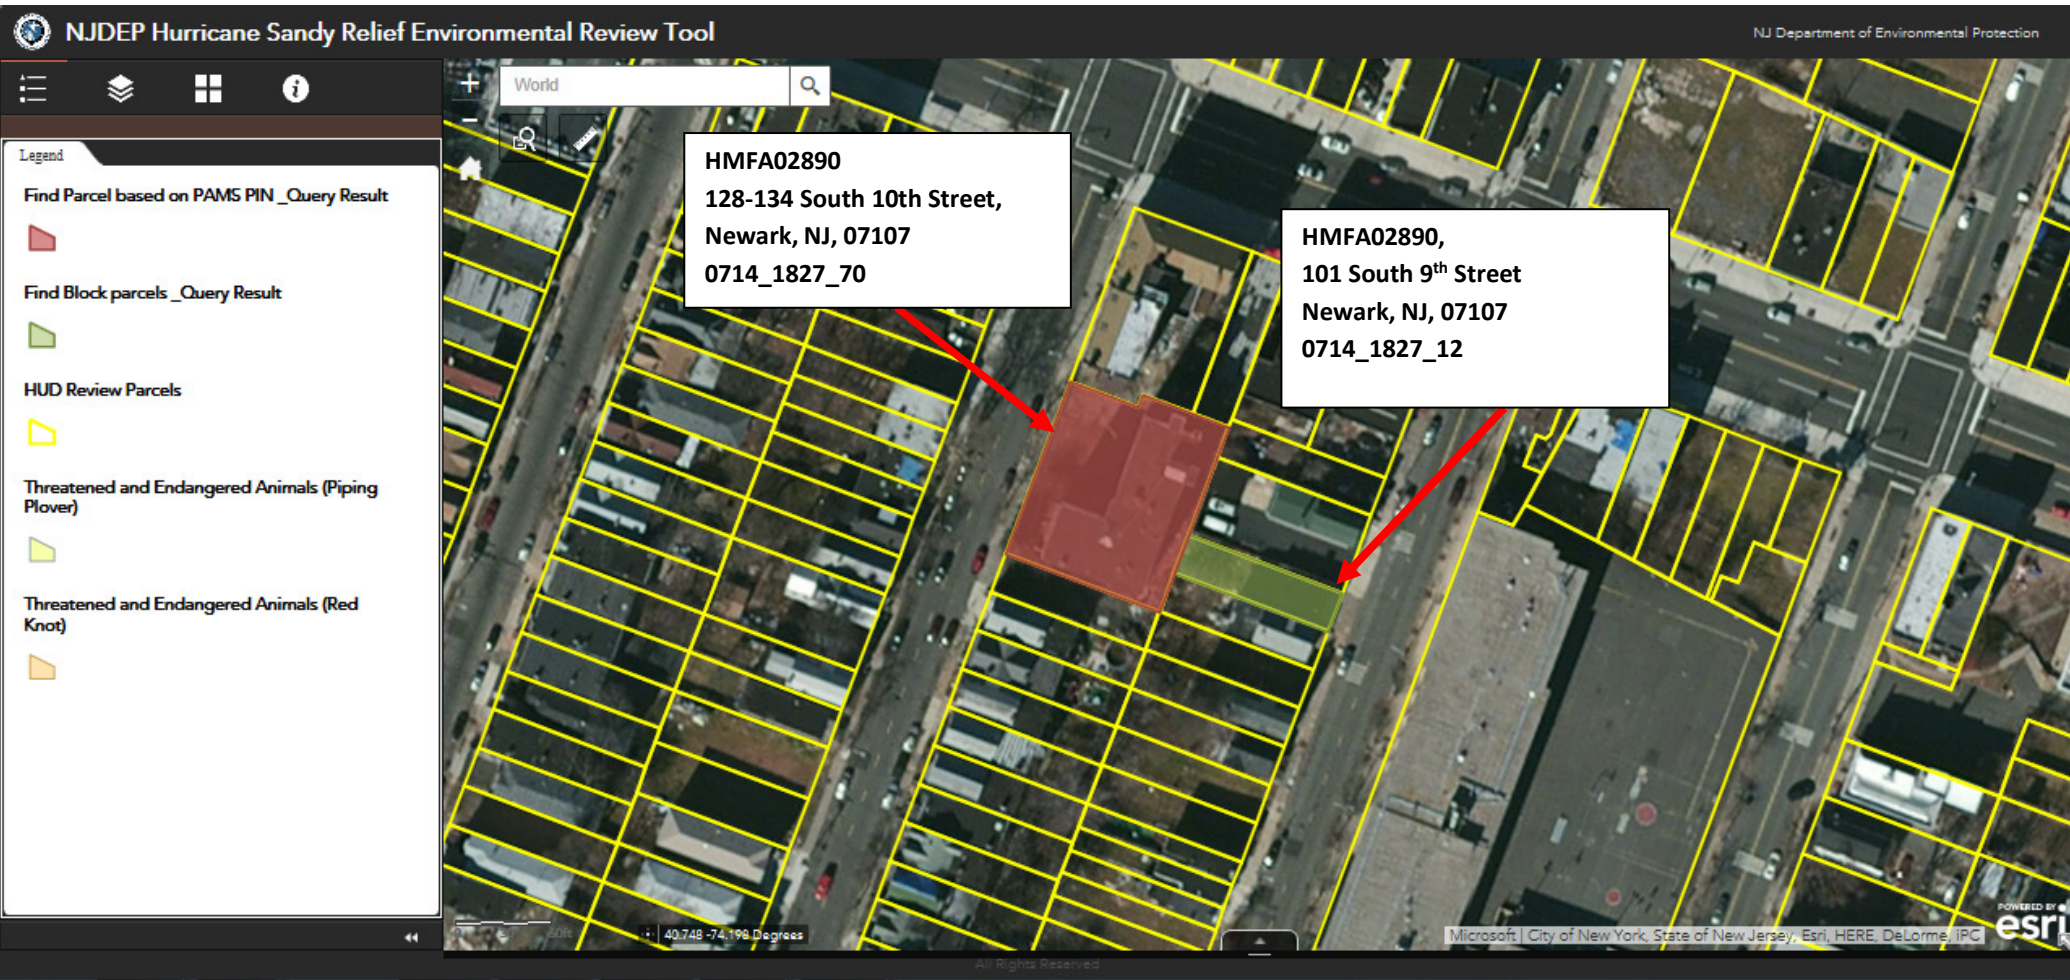 NJDEP Hurricane Sandy Relief Environmental Review Tool
NJ Department of Environmental Protection
World
Legend
Find Parcel based on PAMS PIN _Query Result
Find Block parcels _Query Result
HUD Review Parcels
Threatened and Endangered Animals (Piping
Plover)
Threatened and Endangered Animals (Red
Knot)
HMFA02890
128-134 South 10th Street,
Newark, NJ, 07107
0714_1827_70
HMFA02890,
101 South 9th Street
Newark, NJ, 07107
0714_1827_12
40.748 -74.198 Degrees
Microsoft | City of New York, State of New Jersey, Esri, HERE, DeLorme, iPC
POWERED BY
esri
All Rights Reserved